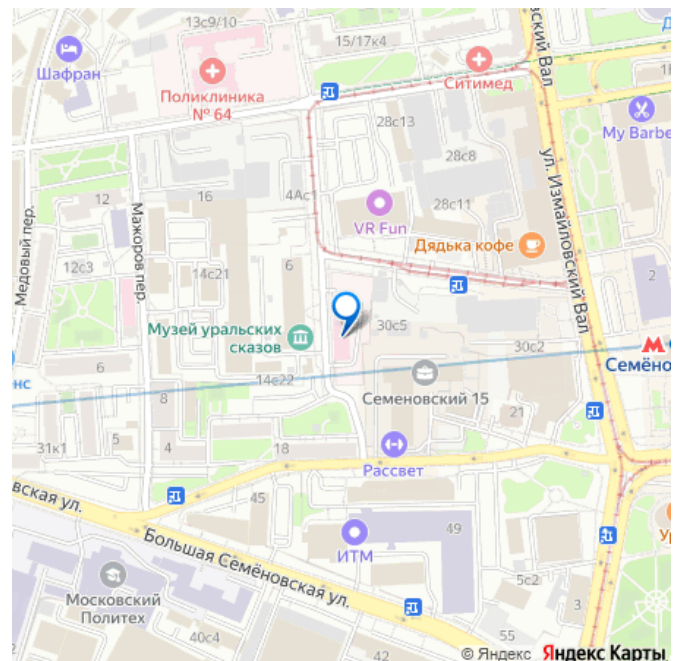 13с9/10
15/17к4
Шафран
Поликлиника
№ 64
Ситимед
ский Вал
28с13
My Barbe
28с8
ул. Измайловский Вал
12
16
4Ас1
28с11
VR Fun
Дядька кофе
Медовый пер.
Мажоров пер.
12с3
14с21
6
2
Музей уральских
сказов
30с5
30с2
Семёно
6
14с22
Семеновский 15
8
21
31к1
5
4
18
Рассвет
вская ул.
45
49
Большая Семёновская ул.
ИТМ
Московский
Политех
5с2
3
40с4
42
55
© Яндекс Яндекс Карты